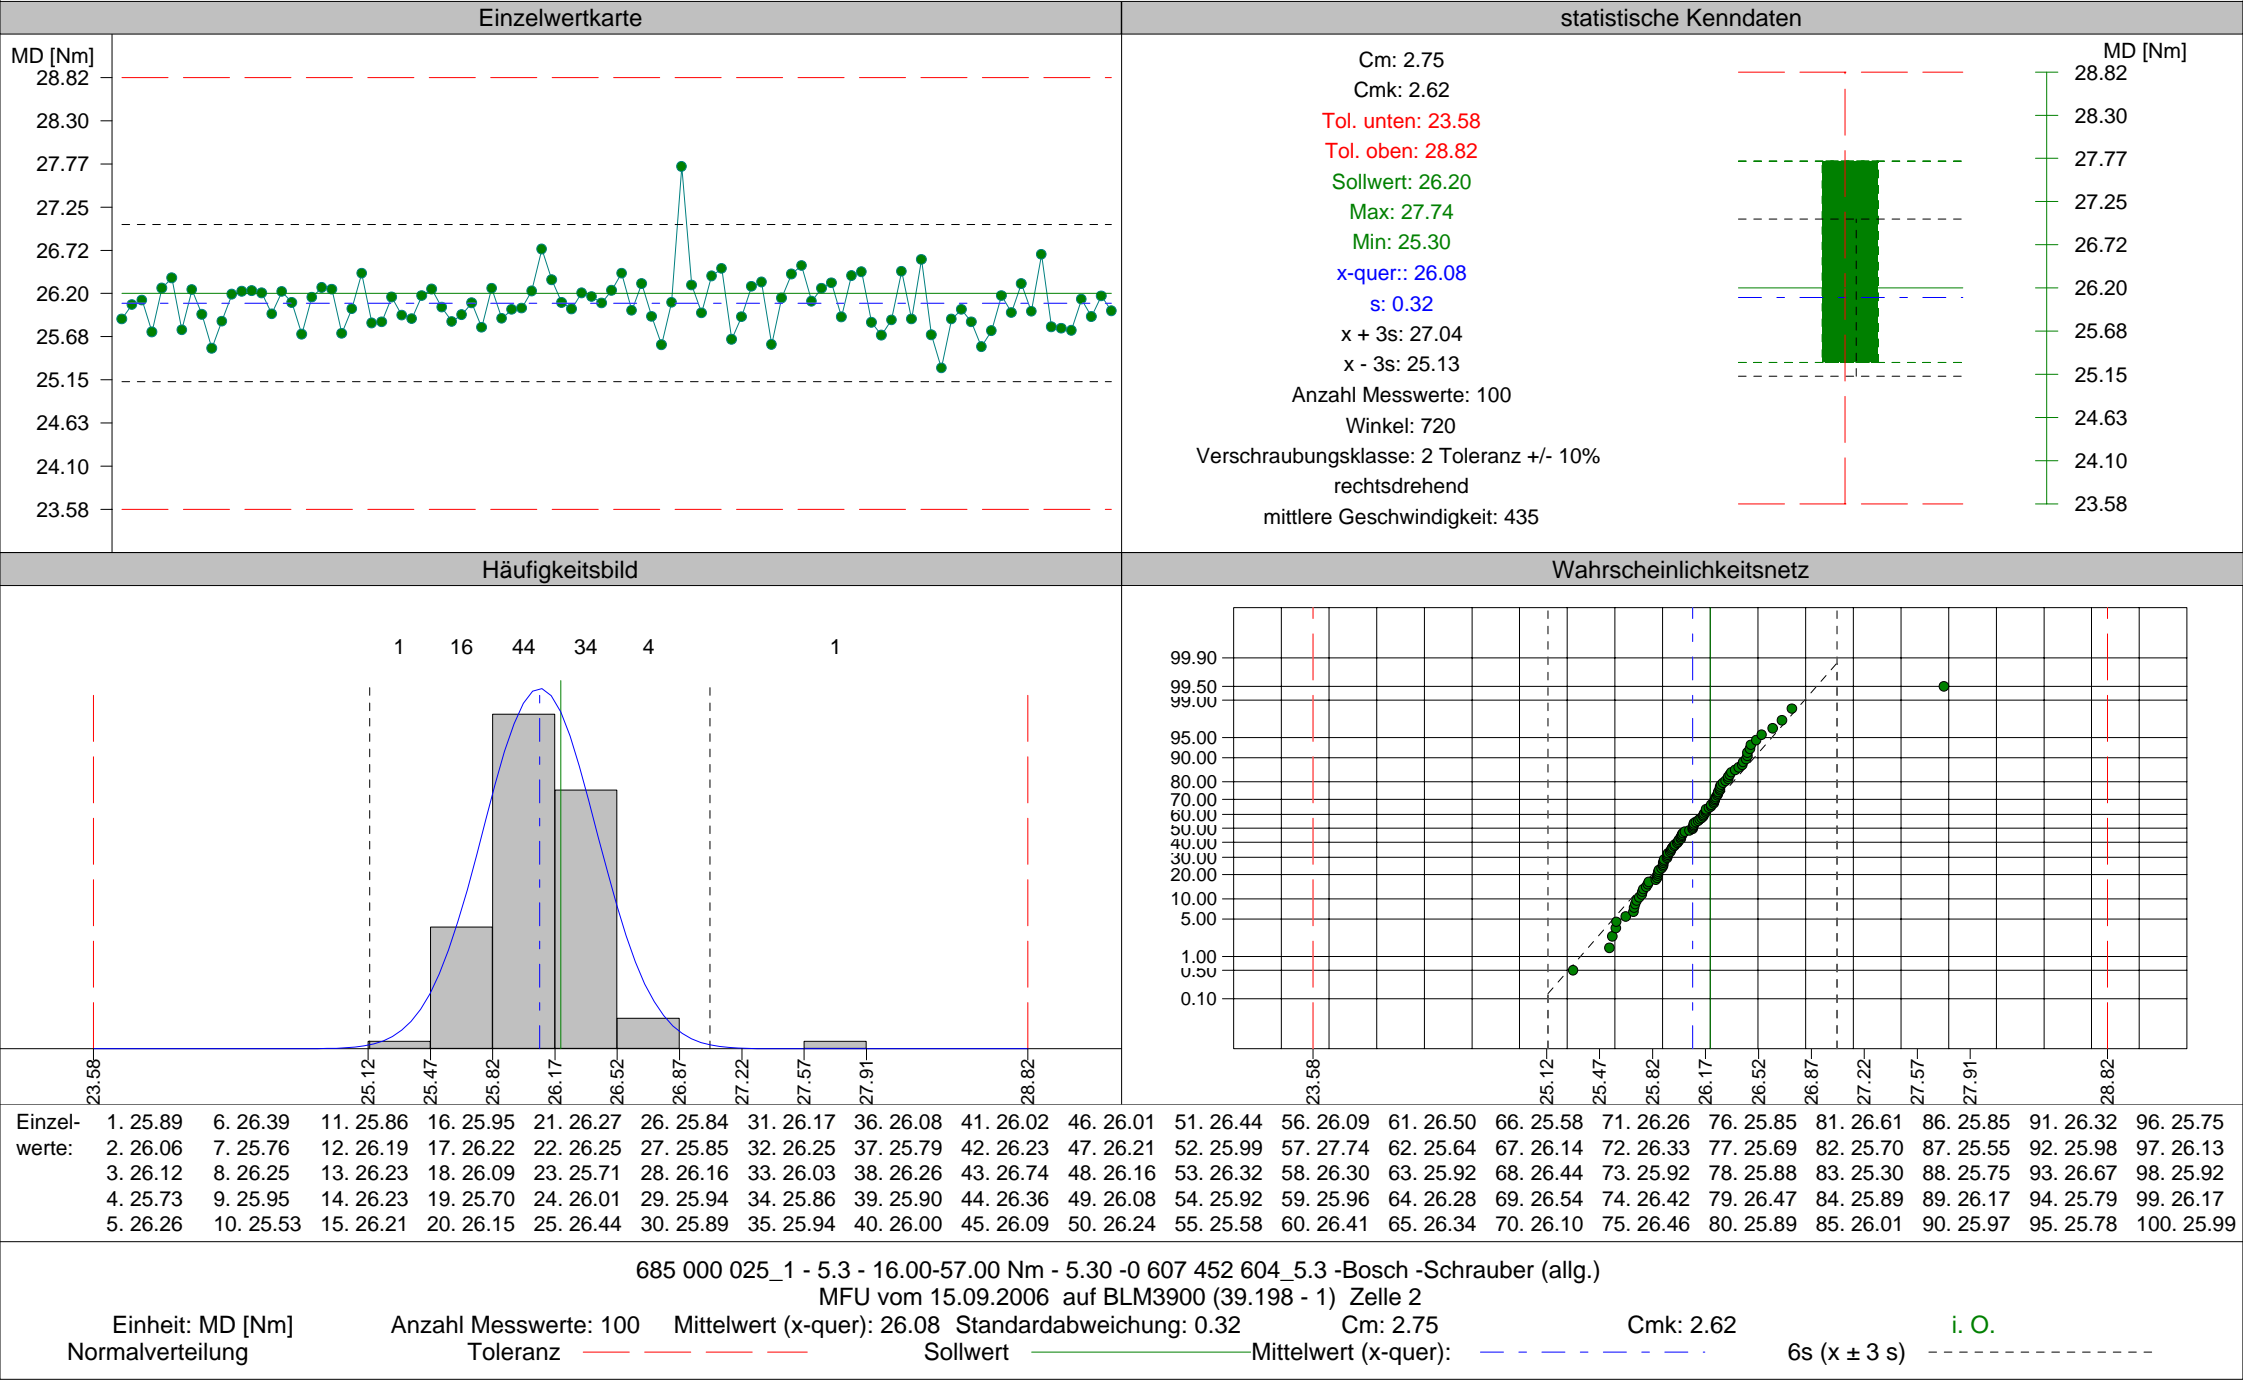 Einzelwertkarte
MD [Nm]
28.82
28.30
27.77
27.25
26.72
26.20
25.68
25.15
24.63
24.10
23.58
statistische Kenndaten
Cm: 2.75
Cmk: 2.62
Tol. unten: 23.58
Tol. oben: 28.82
Sollwert: 26.20
Max: 27.74
Min: 25.30
x-quer:: 26.08
s: 0.32
x + 3s: 27.04
x - 3s: 25.13
Anzahl Messwerte: 100
Winkel: 720
Verschraubungsklasse: 2 Toleranz +/- 10%
rechtsdrehend
mittlere Geschwindigkeit: 435
MD [Nm]
28.82
28.30
27.77
27.25
26.72
26.20
25.68
25.15
24.63
24.10
23.58
Häufigkeitsbild
1 16 44 34 4 1
23.58 25.12 25.47 25.82 26.17 26.52 26.87 27.22 27.57 27.91 28.82
Wahrscheinlichkeitsnetz
99.90
99.50
99.00
95.00
90.00
80.00
70.00
60.00
50.00
40.00
30.00
20.00
10.00
5.00
1.00
0.50
0.10
23.58 25.12 25.47 25.82 26.17 26.52 26.87 27.22 27.57 27.91 28.82
Einzel- 1. 25.89 6. 26.39 11. 25.86 16. 25.95 21. 26.27 26. 25.84 31. 26.17 36. 26.08 41. 26.02 46. 26.01 51. 26.44 56. 26.09 61. 26.50 66. 25.58 71. 26.26 76. 25.85 81. 26.61 86. 25.85 91. 26.32 96. 25.75
werte: 2. 26.06 7. 25.76 12. 26.19 17. 26.22 22. 26.25 27. 25.85 32. 26.25 37. 25.79 42. 26.23 47. 26.21 52. 25.99 57. 27.74 62. 25.64 67. 26.14 72. 26.33 77. 25.69 82. 25.70 87. 25.55 92. 25.98 97. 26.13
3. 26.12 8. 26.25 13. 26.23 18. 26.09 23. 25.71 28. 26.16 33. 26.03 38. 26.26 43. 26.74 48. 26.16 53. 26.32 58. 26.30 63. 25.92 68. 26.44 73. 25.92 78. 25.88 83. 25.30 88. 25.75 93. 26.67 98. 25.92
4. 25.73 9. 25.95 14. 26.23 19. 25.70 24. 26.01 29. 25.94 34. 25.86 39. 25.90 44. 26.36 49. 26.08 54. 25.92 59. 25.96 64. 26.28 69. 26.54 74. 26.42 79. 26.47 84. 25.89 89. 26.17 94. 25.79 99. 26.17
5. 26.26 10. 25.53 15. 26.21 20. 26.15 25. 26.44 30. 25.89 35. 25.94 40. 26.00 45. 26.09 50. 26.24 55. 25.58 60. 26.41 65. 26.34 70. 26.10 75. 26.46 80. 25.89 85. 26.01 90. 25.97 95. 25.78 100. 25.99
685 000 025_1 - 5.3 - 16.00-57.00 Nm - 5.30 -0 607 452 604_5.3 -Bosch -Schrauber (allg.)
MFU vom 15.09.2006 auf BLM3900 (39.198 - 1) Zelle 2
Einheit: MD [Nm] Anzahl Messwerte: 100 Mittelwert (x-quer): 26.08 Standardabweichung: 0.32 Cm: 2.75 Cmk: 2.62 i. O.
Normalverteilung Toleranz Sollwert Mittelwert (x-quer): 6s (x ± 3 s)